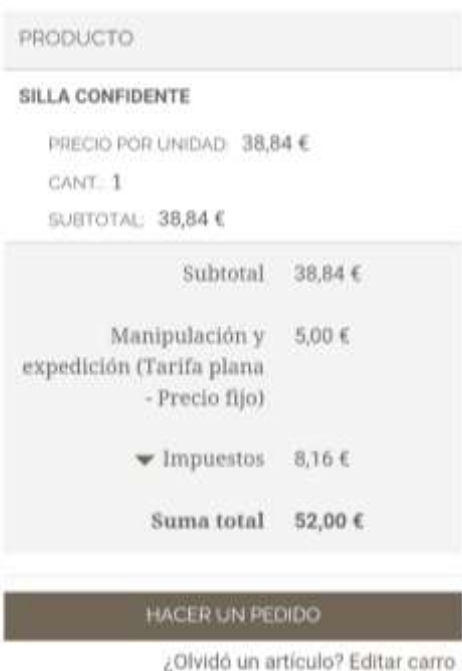 PRODUCTO
SILLA CONFIDENTE
PRECIO POR UNIDAD: 38,84 €
CANT.: 1
SUBTOTAL: 38,84 €
Subtotal 38,84 €
Manipulación y 5,00 €
expedición (Tarifa plana
- Precio fijo)
Impuestos 8,16 €
Suma total 52,00 €
HACER UN PEDIDO
¿Olvidó un artículo? Editar carro